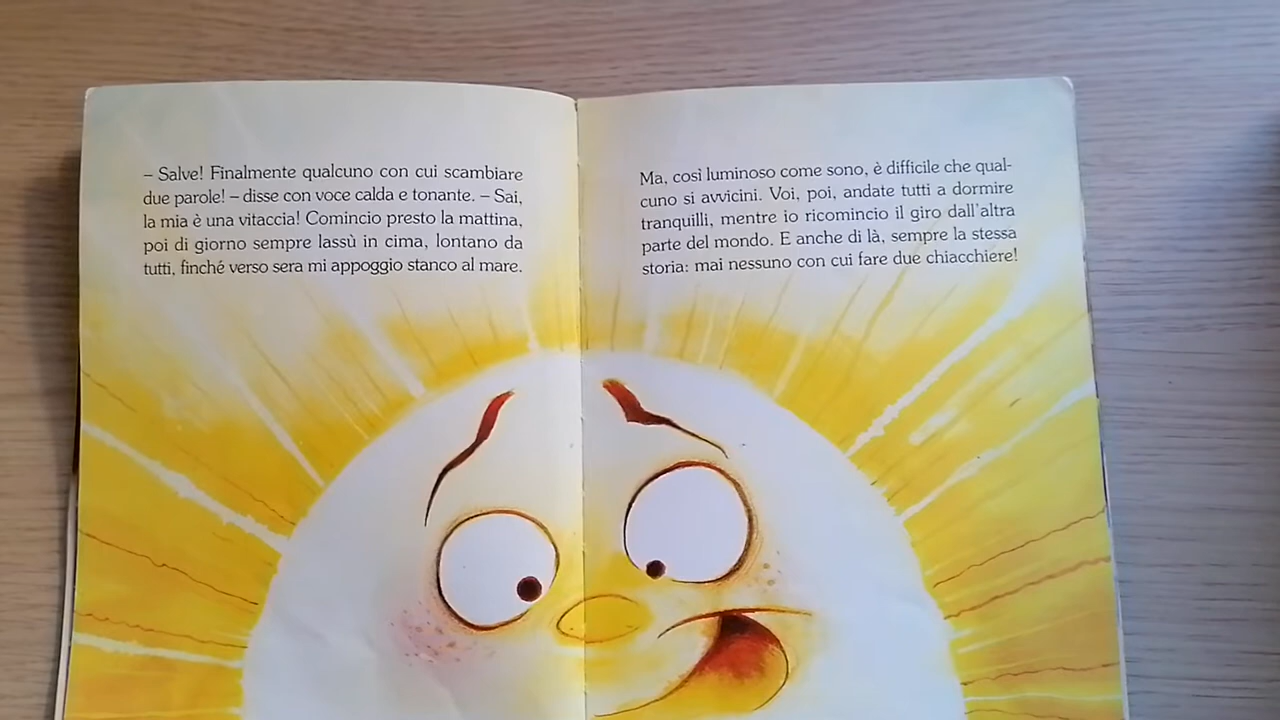 – Salve! Finalmente qualcuno con cui scambiare
due parole! – disse con voce calda e tonante. – Sai,
la mia è una vitaccia! Comincio presto la mattina,
poi di giorno sempre lassù in cima, lontano da
tutti, finché verso sera mi appoggio stanco al mare.
Ma, così luminoso come sono, è difficile che qual-
cuno si avvicini. Voi, poi, andate tutti a dormire
tranquilli, mentre io ricomincio il giro dall'altra
parte del mondo. E anche di là, sempre la stessa
storia: mai nessuno con cui fare due chiacchiere!